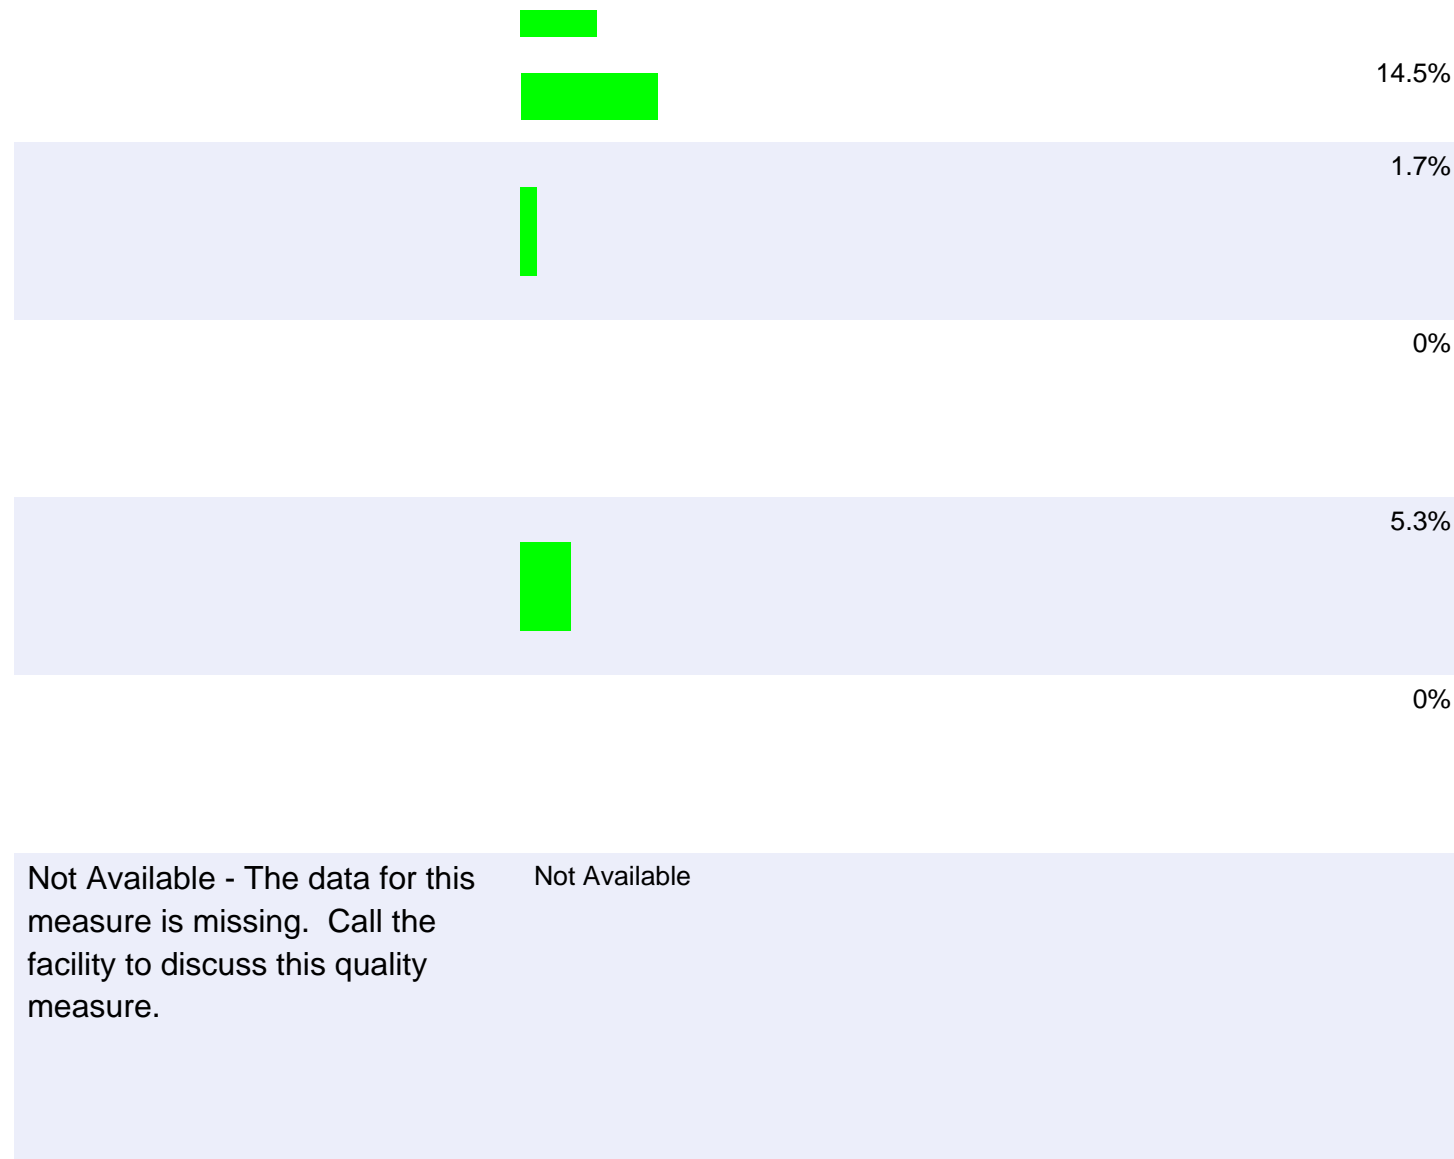 14.5%
1.7%
0%
5.3%
0%
Not Available - The data for this
measure is missing.  Call the
facility to discuss this quality
measure.
Not Available